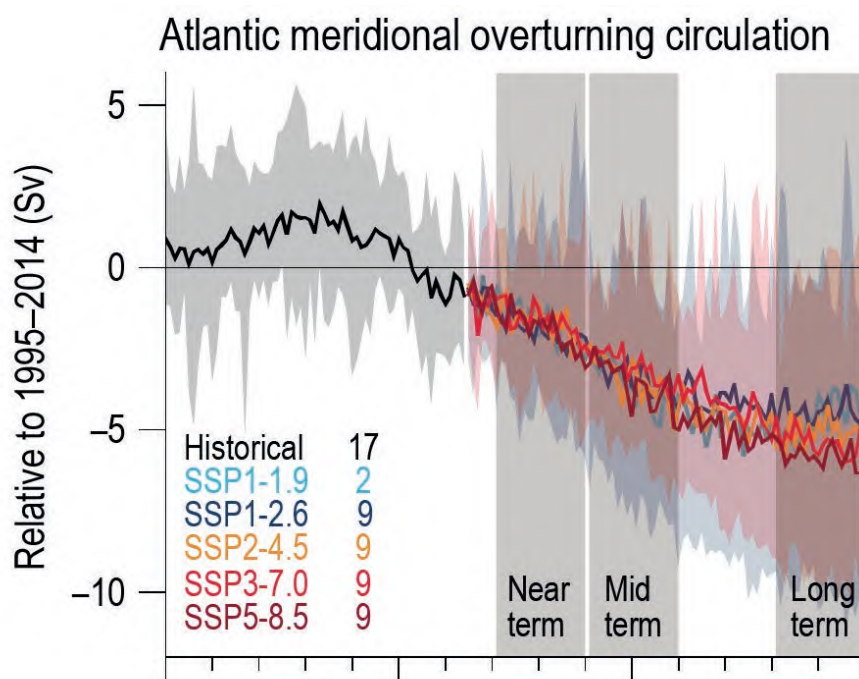 Atlantic meridional overturning circulation
Relative to 1995–2014 (Sv)
5
0
−5
−10
Historical 17
SSP1-1.9 2
SSP1-2.6 9
SSP2-4.5 9
SSP3-7.0 9
SSP5-8.5 9
Near
term
Mid
term
Long
term